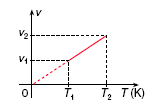 v
v₂
v₁
0 T₁ T₂ T (K)